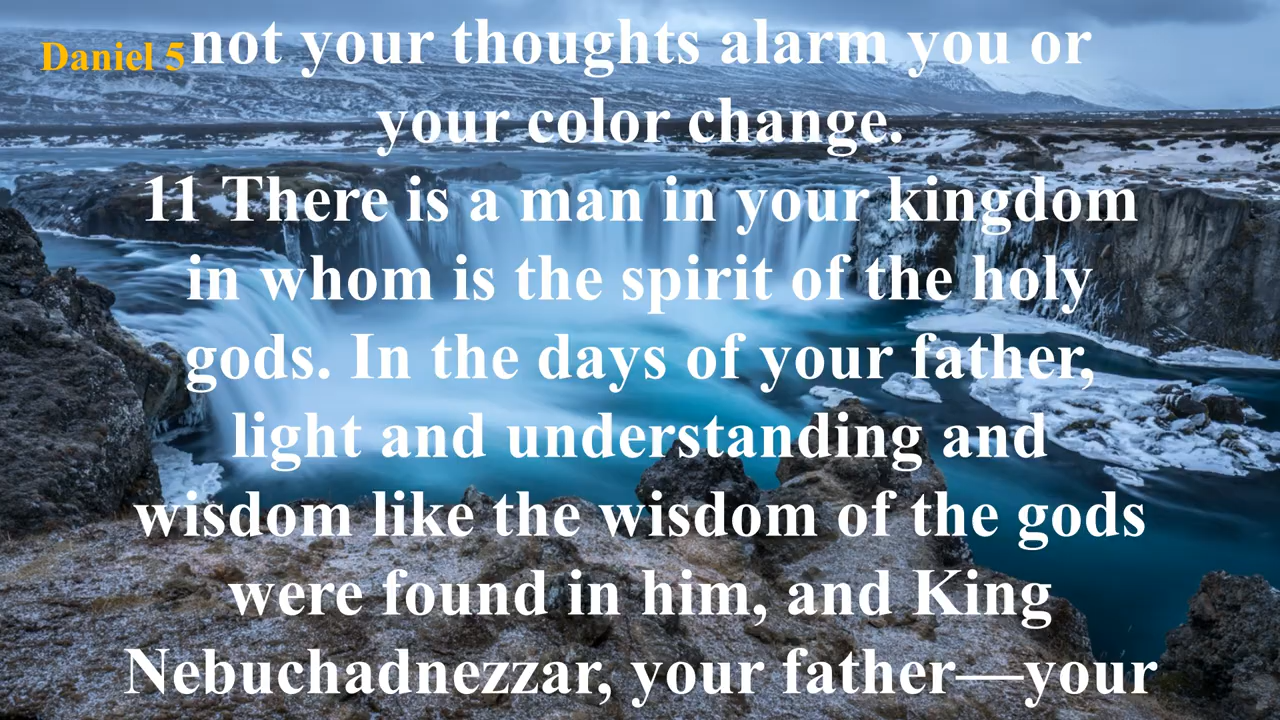 Daniel 5
not your thoughts alarm you or
your color change.
11 There is a man in your kingdom
in whom is the spirit of the holy
gods. In the days of your father,
light and understanding and
wisdom like the wisdom of the gods
were found in him, and King
Nebuchadnezzar, your father—your